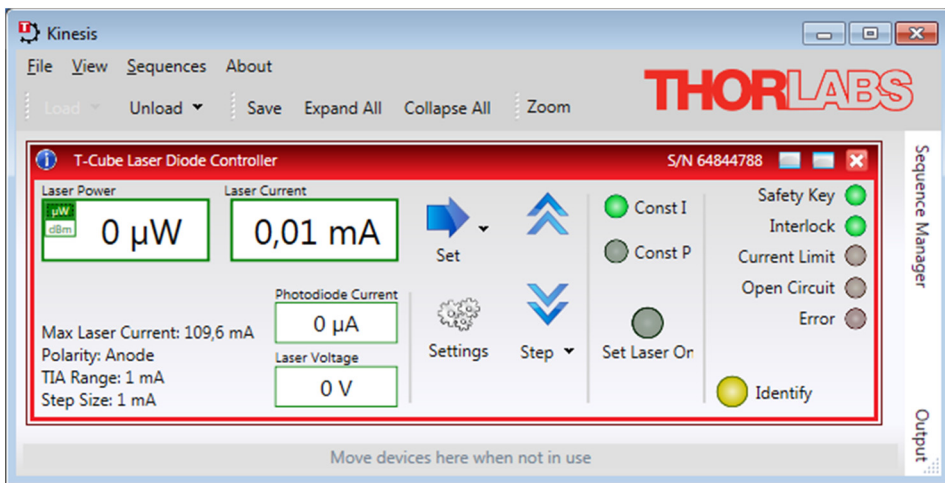 Kinesis
File View Sequences About
Load Unload Save Expand All Collapse All Zoom
THORLABS
T-Cube Laser Diode Controller S/N 64844788
Laser Power
µW
dBm
0 µW
Laser Current
0,01 mA
Set
Const I
Const P
Safety Key
Interlock
Current Limit
Open Circuit
Error
Photodiode Current
0 µA
Laser Voltage
0 V
Max Laser Current: 109,6 mA
Polarity: Anode
TIA Range: 1 mA
Step Size: 1 mA
Settings
Step
Set Laser On
Identify
Move devices here when not in use
Sequence Manager
Output